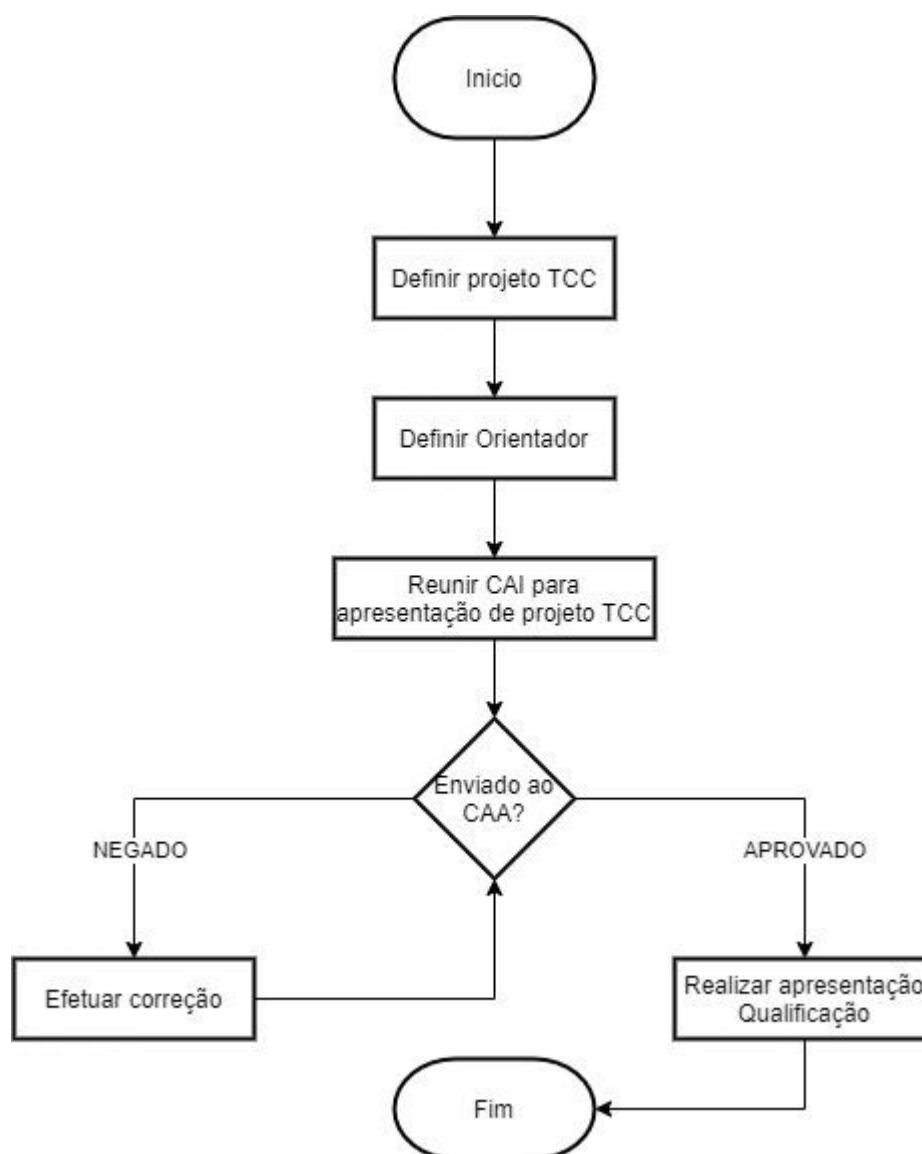 Inicio
Definir projeto TCC
Definir Orientador
Reunir CAI para
apresentação de projeto TCC
Enviado ao
CAA?
NEGADO
APROVADO
Efetuar correção
Realizar apresentação
Qualificação
Fim